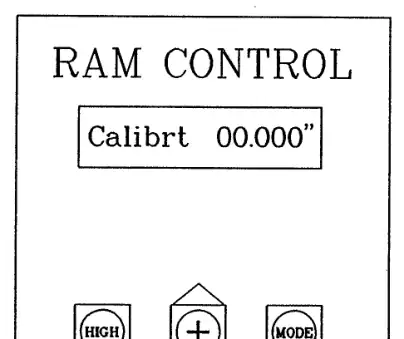 RAM CONTROL
Calibrt 00.000”
HIGH + MODE